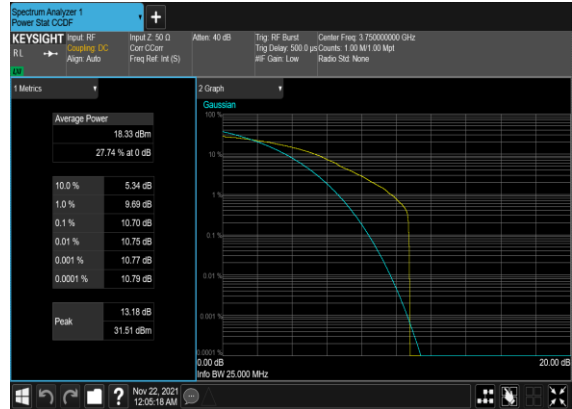 Spectrum Analyzer 1
Power Stat CCDF
KEYSIGHT Input: RF Input Z: 50 Ω Atten: 40 dB Trig: RF Burst Center Freq: 3.750000000 GHz
RL Coupling: DC Corr CCorr Trig Delay: 500.0 µs Counts: 1.00 M/1.00 Mpt
Align: Auto Freq Ref: Int (S) #IF Gain: Low Radio Std: None
1 Metrics
2 Graph
Average Power
18.33 dBm
27.74 % at 0 dB
10.0 % 5.34 dB
1.0 % 9.69 dB
0.1 % 10.70 dB
0.01 % 10.75 dB
0.001 % 10.77 dB
0.0001 % 10.79 dB
Peak
13.18 dB
31.51 dBm
Gaussian
100 %
10 %
1 %
0.1 %
0.01 %
0.001 %
0.0001 %
0.00 dB 20.00 dB
Info BW 25.000 MHz
? Nov 22, 2021
12:05:18 AM